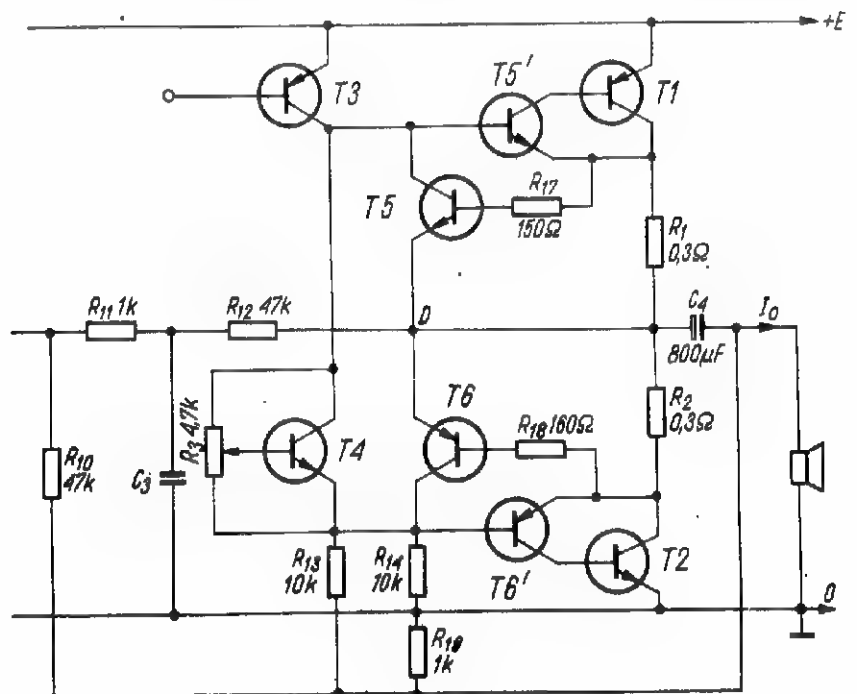 +E
T3
T5'
T1
T5
R17
150Ω
R1
0,3Ω
R11 1k
R12 47k
D
C4
800µF
I0
R10
47k
C3
R3 4,7k
T4
T6
R18 160Ω
R2
0,3Ω
R13
10k
R14
10k
T6'
T2
0
R19
1k